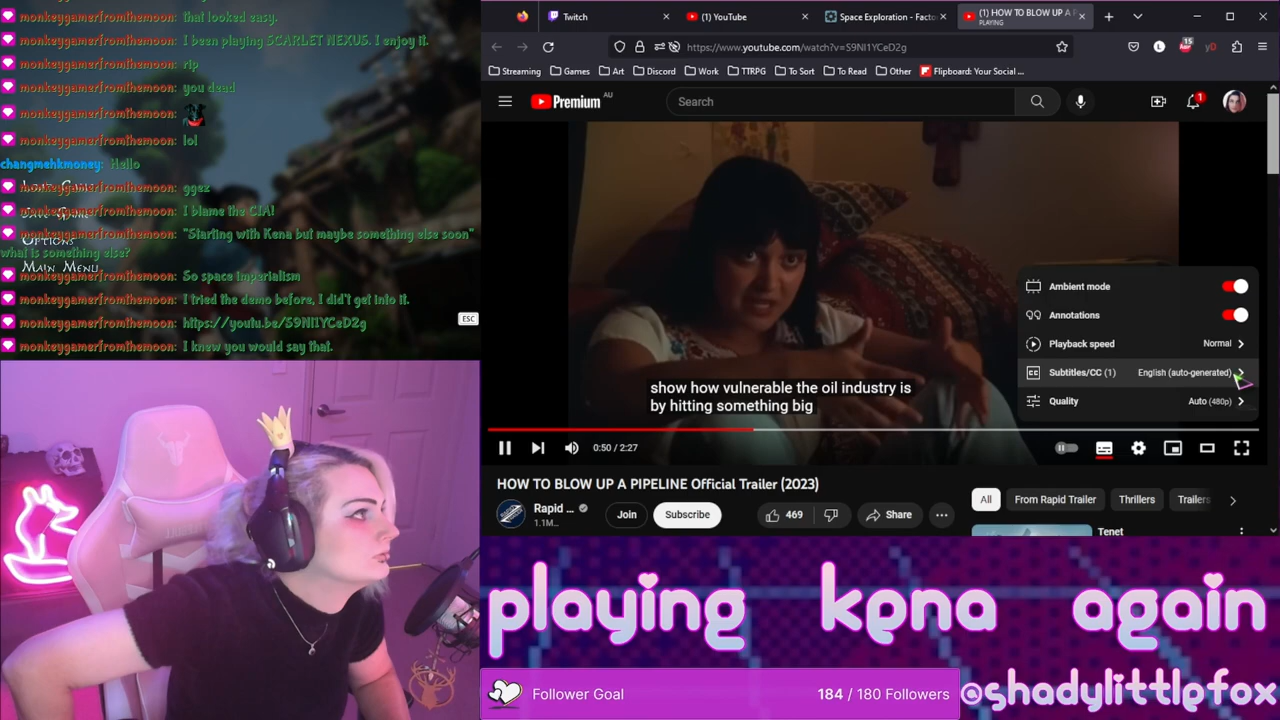 monkeygamerfromthemoon: that looked easy.
monkeygamerfromthemoon: I been playing SCARLET NEXUS. I enjoy it.
monkeygamerfromthemoon: rip
monkeygamerfromthemoon: you dead
monkeygamerfromthemoon:
monkeygamerfromthemoon: lol
changmehkmoney: Hello
monkeygamerfromthemoon: ggez
monkeygamerfromthemoon: I blame the CIA!
monkeygamerfromthemoon: "Starting with Kena but maybe something else soon"
what is something else?
monkeygamerfromthemoon: So space Imperialism
monkeygamerfromthemoon: I tried the demo before, I did't get into it.
monkeygamerfromthemoon: https://youtu.be/S9NI1YCeD2g
monkeygamerfromthemoon: I knew you would say that.
Options
Main Menu
ESC
Twitch
(1) YouTube
Space Exploration - Facto
(1) HOW TO BLOW UP A P
PLAYING
https://www.youtube.com/watch?v=S9NI1YCeD2g
15
Streaming
Games
Art
Discord
Work
TTRPG
To Sort
To Read
Other
Flipboard: Your Social ...
Premium AU
Search
1
show how vulnerable the oil industry is
by hitting something big
Ambient mode
Annotations
Playback speed Normal
Subtitles/CC (1) English (auto-generated)
Quality Auto (480p)
0:50 / 2:27
HOW TO BLOW UP A PIPELINE Official Trailer (2023)
Rapid ...
1.1M...
Join
Subscribe
469
Share
All
From Rapid Trailer
Thrillers
Trailers
Tenet
playing kena again
Follower Goal 184 / 180 Followers
@shadylittlefox